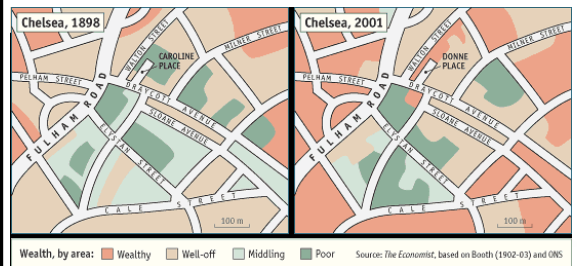 Chelsea, 1898
WALTON STREET
MILNER STREET
CAROLINE
PLACE
PELHAM STREET
DRAYCOTT AVENUE
FULHAM ROAD
SLOANE AVENUE
ELYSIAN STREET
CALE STREET
100 m
Chelsea, 2001
WALTON STREET
MILNER STREET
DONNE
PLACE
PELHAM STREET
DRAYCOTT AVENUE
FULHAM ROAD
SLOANE AVENUE
ELYSIAN STREET
CALE STREET
100 m
Wealth, by area: Wealthy Well-off Middling Poor Source: The Economist, based on Booth (1902-03) and ONS